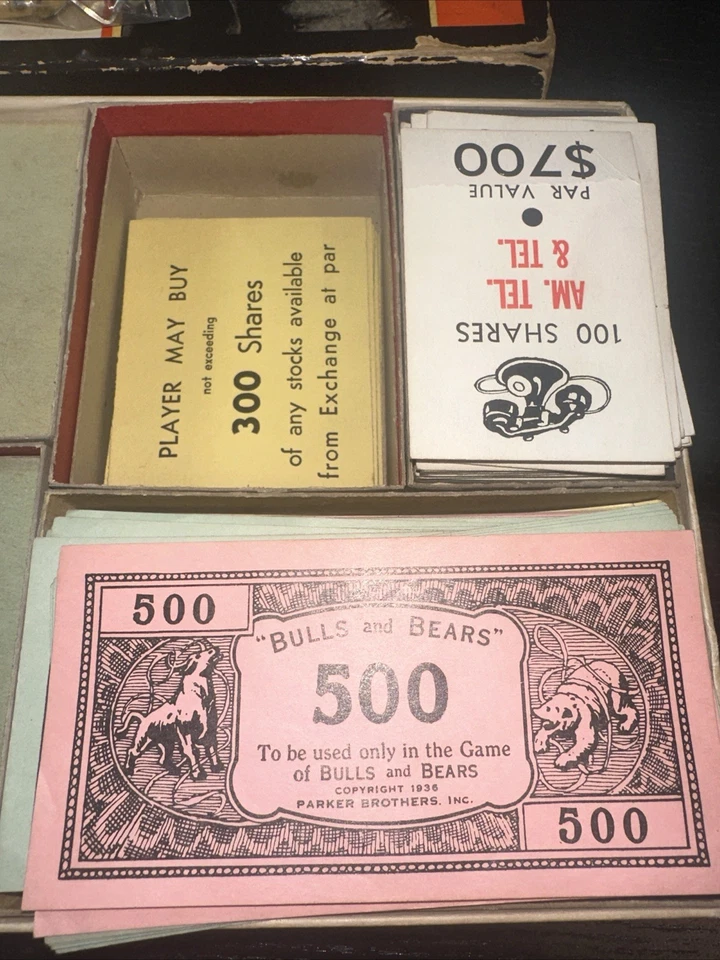 PLAYER MAY BUY
not exceeding
300 Shares
of any stocks available
from Exchange at par
100 SHARES
AM. TEL.
& TEL.
PAR VALUE
$700
500
"BULLS and BEARS"
500
To be used only in the Game
of BULLS and BEARS
COPYRIGHT 1936
PARKER BROTHERS, INC.
500